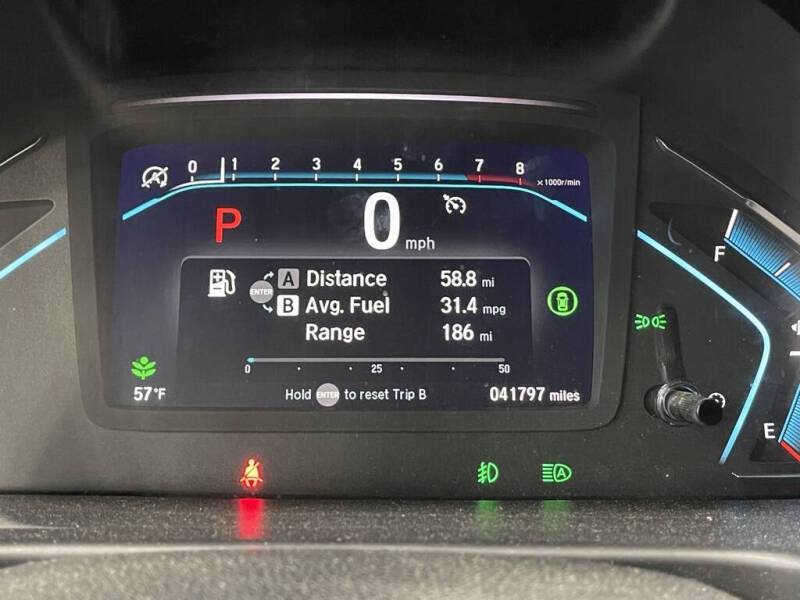 0 1 2 3 4 5 6 7 8 ×1000r/min
P
0 mph
F
ENTER A Distance 58.8 mi
B Avg. Fuel 31.4 mpg
Range 186 mi
0 25 50
57°F
Hold ENTER to reset Trip B
041797 miles
E
A